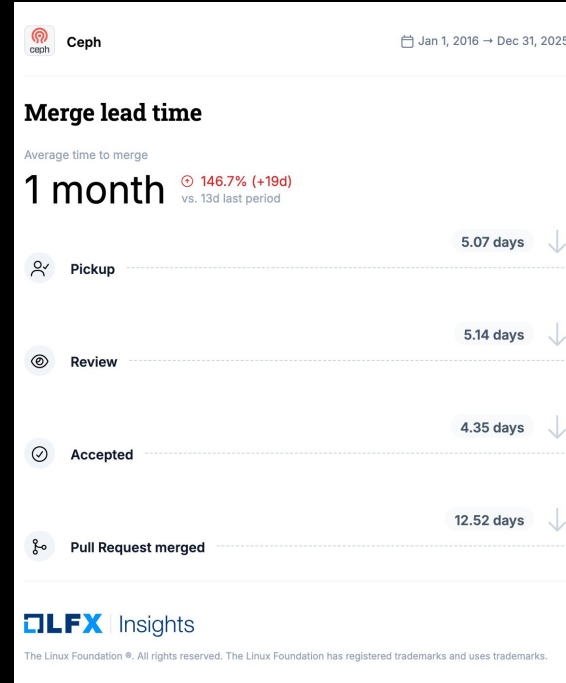 ceph
Ceph
Jan 1, 2016 → Dec 31, 2025
Merge lead time
Average time to merge
1 month
146.7% (+19d)
vs. 13d last period
5.07 days
Pickup
5.14 days
Review
4.35 days
Accepted
12.52 days
Pull Request merged
LFX | Insights
The Linux Foundation ®. All rights reserved. The Linux Foundation has registered trademarks and uses trademarks.